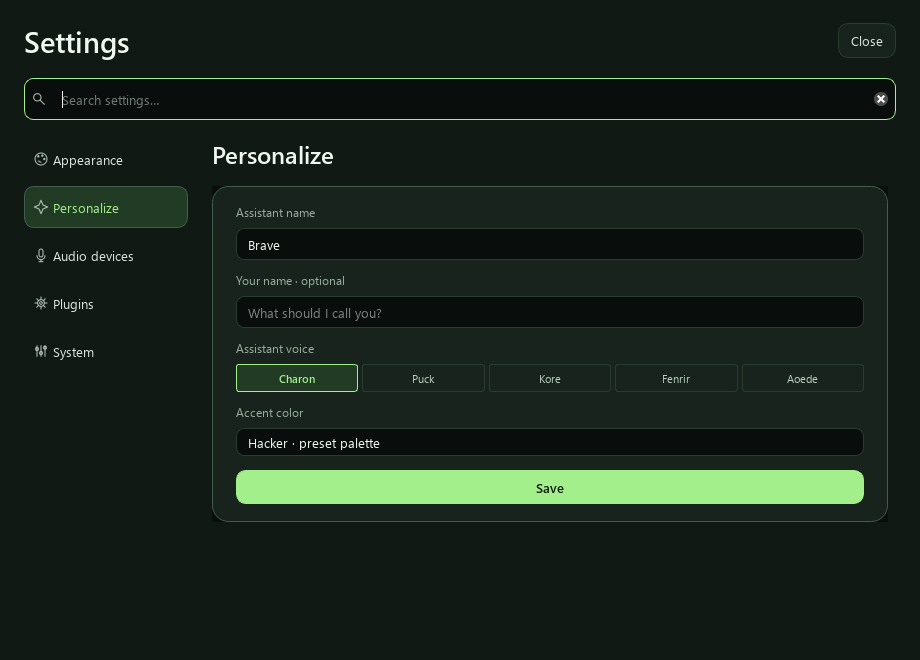 Settings
Close
Search settings...
Appearance
Personalize
Audio devices
Plugins
System
Personalize
Assistant name
Brave
Your name · optional
What should I call you?
Assistant voice
Charon Puck Kore Fenrir Aoede
Accent color
Hacker · preset palette
Save